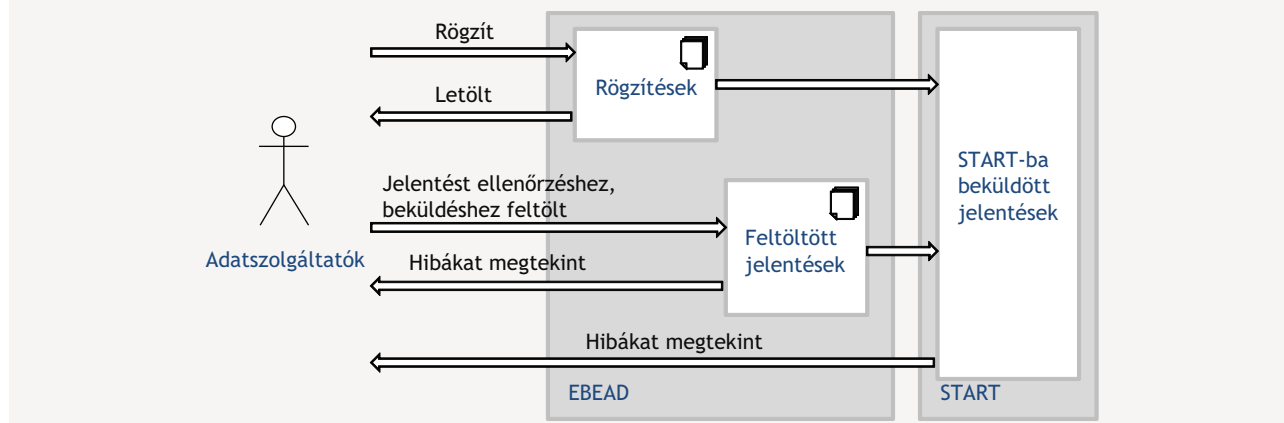 Rögzít
Rögzítések
Letölt
START-ba
beküldött
jelentések
Jelentést ellenőrzéshez,
beküldéshez feltölt
Feltöltött
jelentések
Adatszolgáltatók
Hibákat megtekint
Hibákat megtekint
EBEAD
START